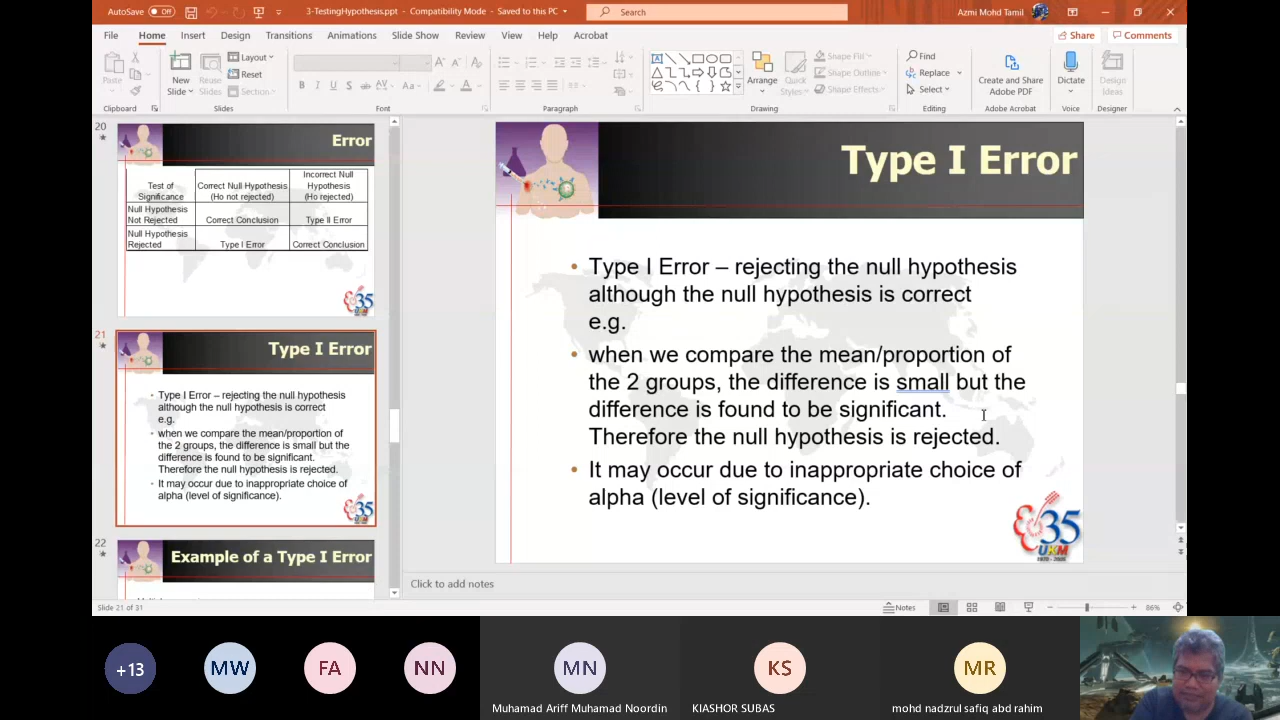 AutoSave Off
3-TestingHypothesis.ppt - Compatibility Mode - Saved to this PC
Search
Azmi Mohd Tamil
File Home Insert Design Transitions Animations Slide Show Review View Help Acrobat
Share Comments
Paste
New Slide
Reuse Slides
Layout
Reset
Section
Arrange
Quick Styles
Shape Fill
Shape Outline
Shape Effects
Find
Replace
Select
Create and Share Adobe PDF
Dictate
Design Ideas
Clipboard Slides Font Paragraph Drawing Editing Adobe Acrobat Voice Designer
20
Error
Test of Significance
Correct Null Hypothesis (Ho not rejected)
Incorrect Null Hypothesis (Ho rejected)
Null Hypothesis Not Rejected
Correct Conclusion
Type II Error
Null Hypothesis Rejected
Type I Error
Correct Conclusion
35
21
Type I Error
Type I Error – rejecting the null hypothesis
although the null hypothesis is correct
e.g.
when we compare the mean/proportion of
the 2 groups, the difference is small but the
difference is found to be significant.
Therefore the null hypothesis is rejected.
It may occur due to inappropriate choice of
alpha (level of significance).
35
22
Example of a Type I Error
Type I Error
• Type I Error – rejecting the null hypothesis
although the null hypothesis is correct
e.g.
• when we compare the mean/proportion of
the 2 groups, the difference is small but the
difference is found to be significant.
Therefore the null hypothesis is rejected.
• It may occur due to inappropriate choice of
alpha (level of significance).
35
UKM
Click to add notes
Slide 21 of 31
Notes
86%
+13
MW
FA
NN
MN
KS
MR
Muhamad Ariff Muhamad Noordin
KIASHOR SUBAS
mohd nadzrul safiq abd rahim